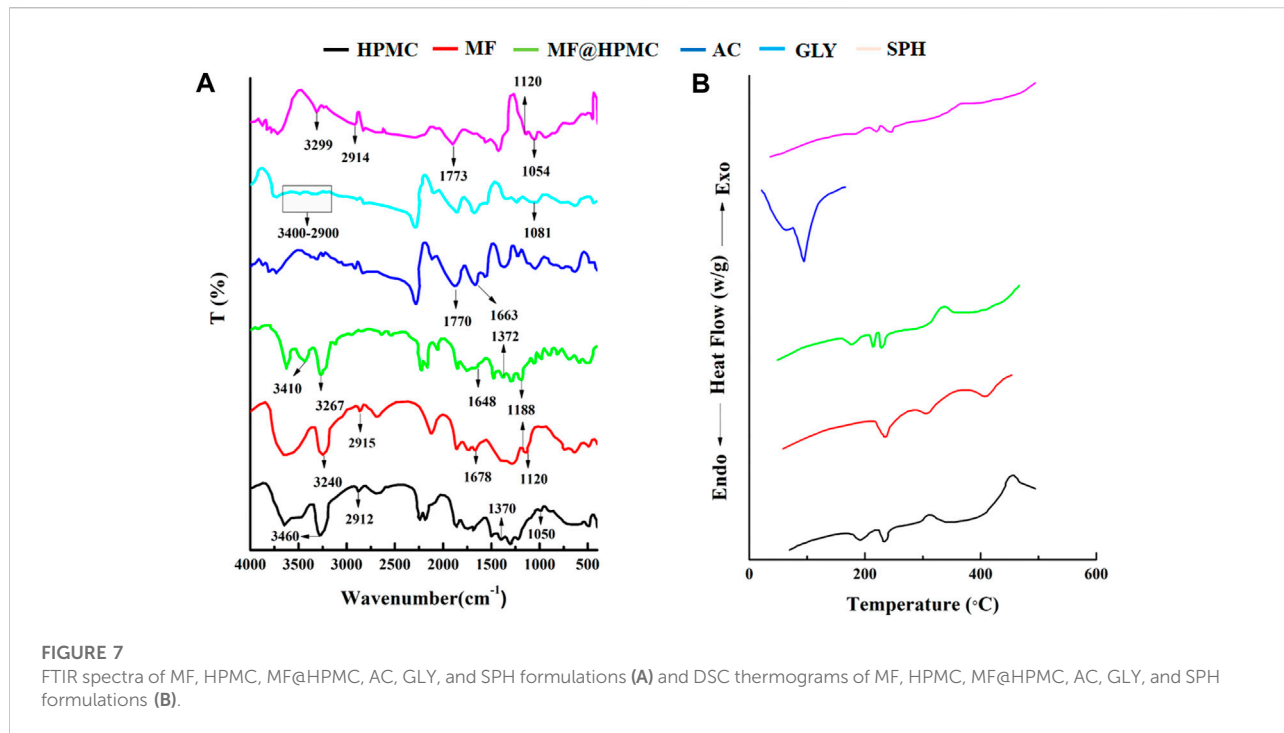 HPMC MF MF@HPMC AC GLY SPH
A
1120
3299
2914
1773
1054
3400-2900
1081
1770
1663
1372
3410
3267
1648
1188
2915
3240
1678
1120
2912
1370
1050
3460
T (%)
4000 3500 3000 2500 2000 1500 1000 500
Wavenumber(cm-1)
B
Endo Heat Flow (w/g) Exo
0 200 400 600
Temperature (°C)
FIGURE 7
FTIR spectra of MF, HPMC, MF@HPMC, AC, GLY, and SPH formulations (A) and DSC thermograms of MF, HPMC, MF@HPMC, AC, GLY, and SPH
formulations (B).